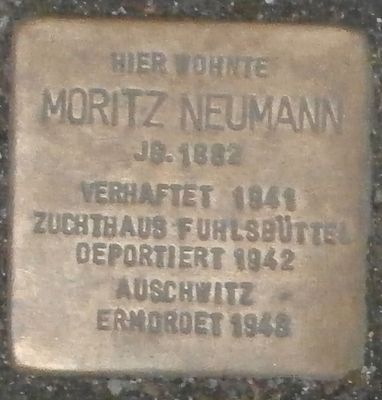 HIER WOHNTE
MORITZ NEUMANN
JG. 1882
VERHAFTET 1941
ZUCHTHAUS FUHLSBÜTTEL
DEPORTIERT 1942
AUSCHWITZ
ERMORDET 1943